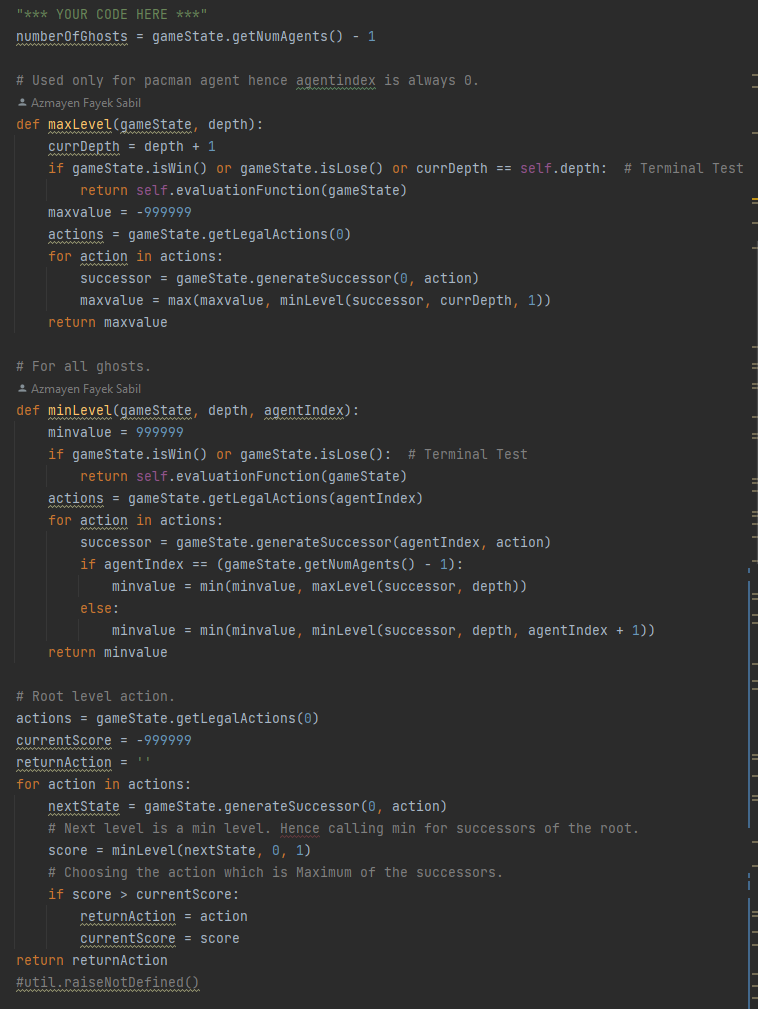 "*** YOUR CODE HERE ***"
numberOfGhosts = gameState.getNumAgents() - 1

# Used only for pacman agent hence agentindex is always 0.
Azmayen Fayek Sabil
def maxLevel(gameState, depth):
    currDepth = depth + 1
    if gameState.isWin() or gameState.isLose() or currDepth == self.depth:  # Terminal Test
        return self.evaluationFunction(gameState)
    maxvalue = -999999
    actions = gameState.getLegalActions(0)
    for action in actions:
        successor = gameState.generateSuccessor(0, action)
        maxvalue = max(maxvalue, minLevel(successor, currDepth, 1))
    return maxvalue

# For all ghosts.
Azmayen Fayek Sabil
def minLevel(gameState, depth, agentIndex):
    minvalue = 999999
    if gameState.isWin() or gameState.isLose():  # Terminal Test
        return self.evaluationFunction(gameState)
    actions = gameState.getLegalActions(agentIndex)
    for action in actions:
        successor = gameState.generateSuccessor(agentIndex, action)
        if agentIndex == (gameState.getNumAgents() - 1):
            minvalue = min(minvalue, maxLevel(successor, depth))
        else:
            minvalue = min(minvalue, minLevel(successor, depth, agentIndex + 1))
    return minvalue

# Root level action.
actions = gameState.getLegalActions(0)
currentScore = -999999
returnAction = ''
for action in actions:
    nextState = gameState.generateSuccessor(0, action)
    # Next level is a min level. Hence calling min for successors of the root.
    score = minLevel(nextState, 0, 1)
    # Choosing the action which is Maximum of the successors.
    if score > currentScore:
        returnAction = action
        currentScore = score
return returnAction
#util.raiseNotDefined()